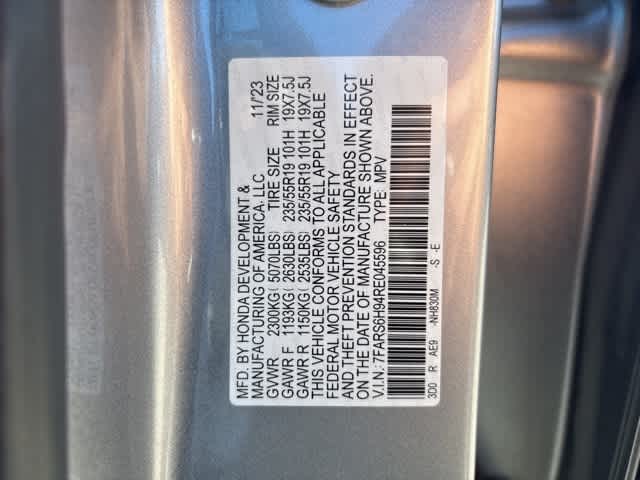 MFD. BY HONDA DEVELOPMENT &
MANUFACTURING OF AMERICA, LLC 11/'23
GVWR 2300KG( 5070LBS) TIRE SIZE RIM SIZE
GAWR F 1193KG( 2630LBS) 235/55R19 101H 19X7.5J
GAWR R 1150KG( 2535LBS) 235/55R19 101H 19X7.5J
THIS VEHICLE CONFORMS TO ALL APPLICABLE
FEDERAL MOTOR VEHICLE SAFETY
AND THEFT PREVENTION STANDARDS IN EFFECT
ON THE DATE OF MANUFACTURE SHOWN ABOVE.
V.I.N.: 7FARS6H94RE045596 TYPE: MPV
3D0 R AE9 -NH830M -S -E